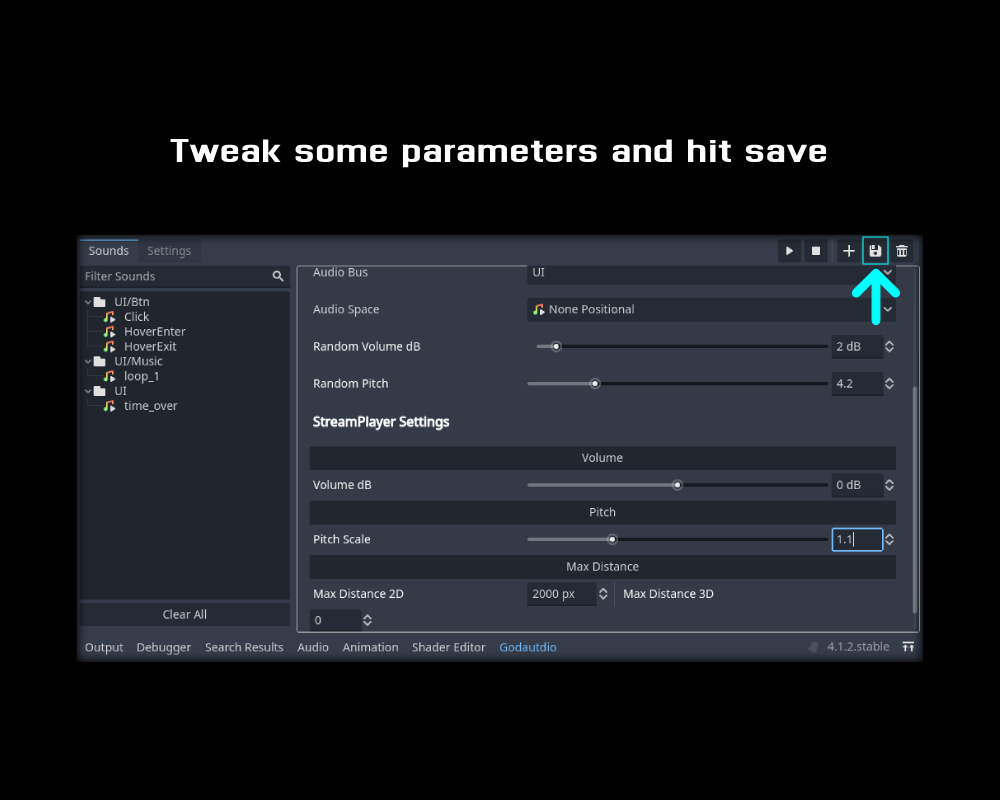 Tweak some parameters and hit save
Sounds Settings
Filter Sounds
UI/Btn
Click
HoverEnter
HoverExit
UI/Music
loop_1
UI
time_over
Clear All
Audio Bus UI
Audio Space None Positional
Random Volume dB 2 dB
Random Pitch 4.2
StreamPlayer Settings
Volume
Volume dB 0 dB
Pitch
Pitch Scale 1.1
Max Distance
Max Distance 2D 2000 px Max Distance 3D
0
Output Debugger Search Results Audio Animation Shader Editor Godautdio 4.1.2.stable